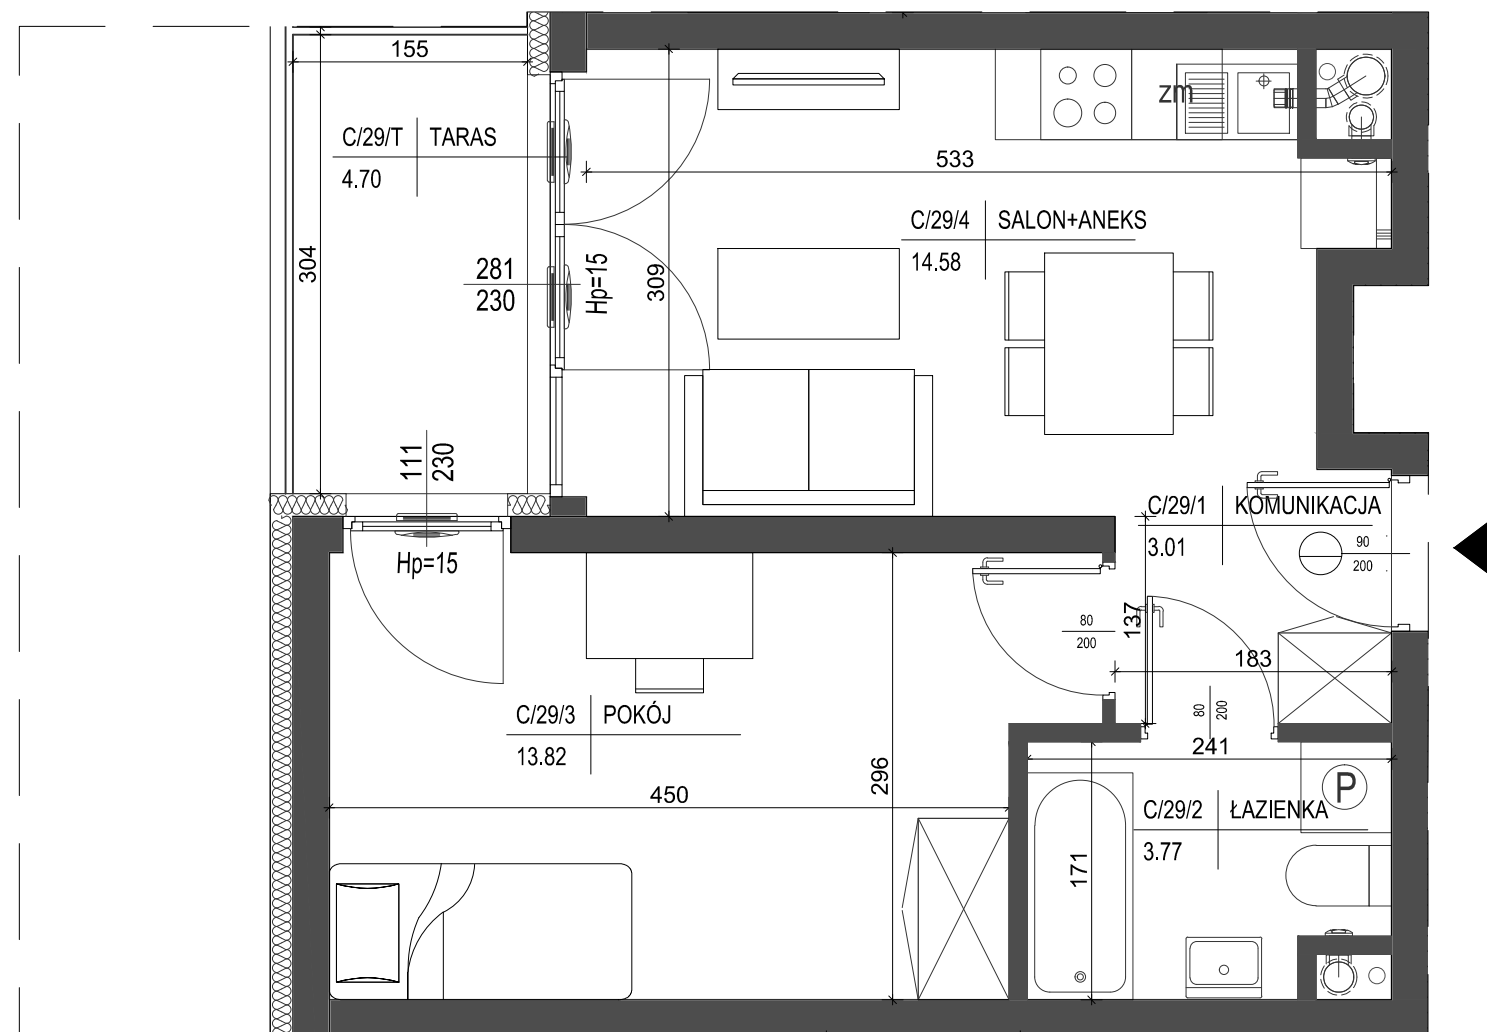 155
C/29/T TARAS
4.70
304
281
230
Hp=15
309
111
230
Hp=15
zm
533
C/29/4 SALON+ANEKS
14.58
C/29/1 KOMUNIKACJA
3.01
90
200
137
80
200
183
80
200
241
C/29/3 POKÓJ
13.82
450
296
P
C/29/2 ŁAZIENKA
3.77
171